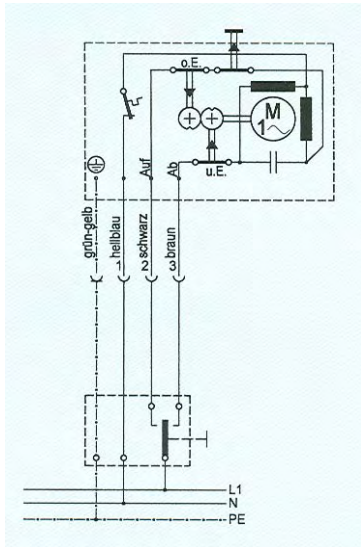 o.E.
M
1
u.E.
Auf
Ab
grün-gelb
hellblau
schwarz
braun
1
2
3
L1
N
PE